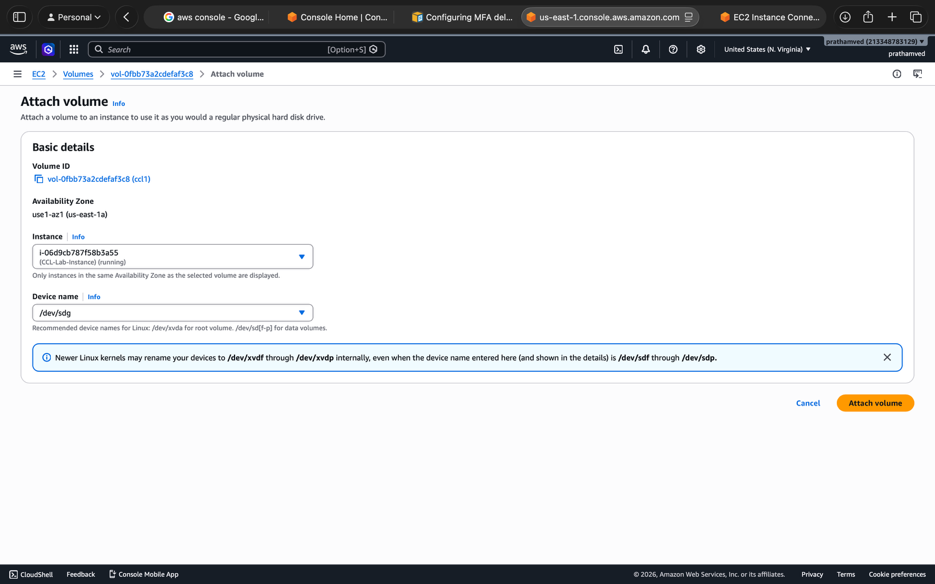 Personal
aws console - Googl...
Console Home | Con...
Configuring MFA del...
us-east-1.console.aws.amazon.com
EC2 Instance Conne...
aws
Search
[Option+S]
United States (N. Virginia)
prathamved (213348783129)
prathamved
EC2 > Volumes > vol-0fbb73a2cdefaf3c8 > Attach volume
Attach volume Info
Attach a volume to an instance to use it as you would a regular physical hard disk drive.
Basic details
Volume ID
vol-0fbb73a2cdefaf3c8 (ccl1)
Availability Zone
use1-az1 (us-east-1a)
Instance | Info
i-06d9cb787f58b3a55
(CCL-Lab-Instance) (running)
Only instances in the same Availability Zone as the selected volume are displayed.
Device name | Info
/dev/sdg
Recommended device names for Linux: /dev/xvda for root volume. /dev/sd[f-p] for data volumes.
Newer Linux kernels may rename your devices to /dev/xvdf through /dev/xvdp internally, even when the device name entered here (and shown in the details) is /dev/sdf through /dev/sdp.
Cancel
Attach volume
CloudShell
Feedback
Console Mobile App
© 2026, Amazon Web Services, Inc. or its affiliates.
Privacy
Terms
Cookie preferences